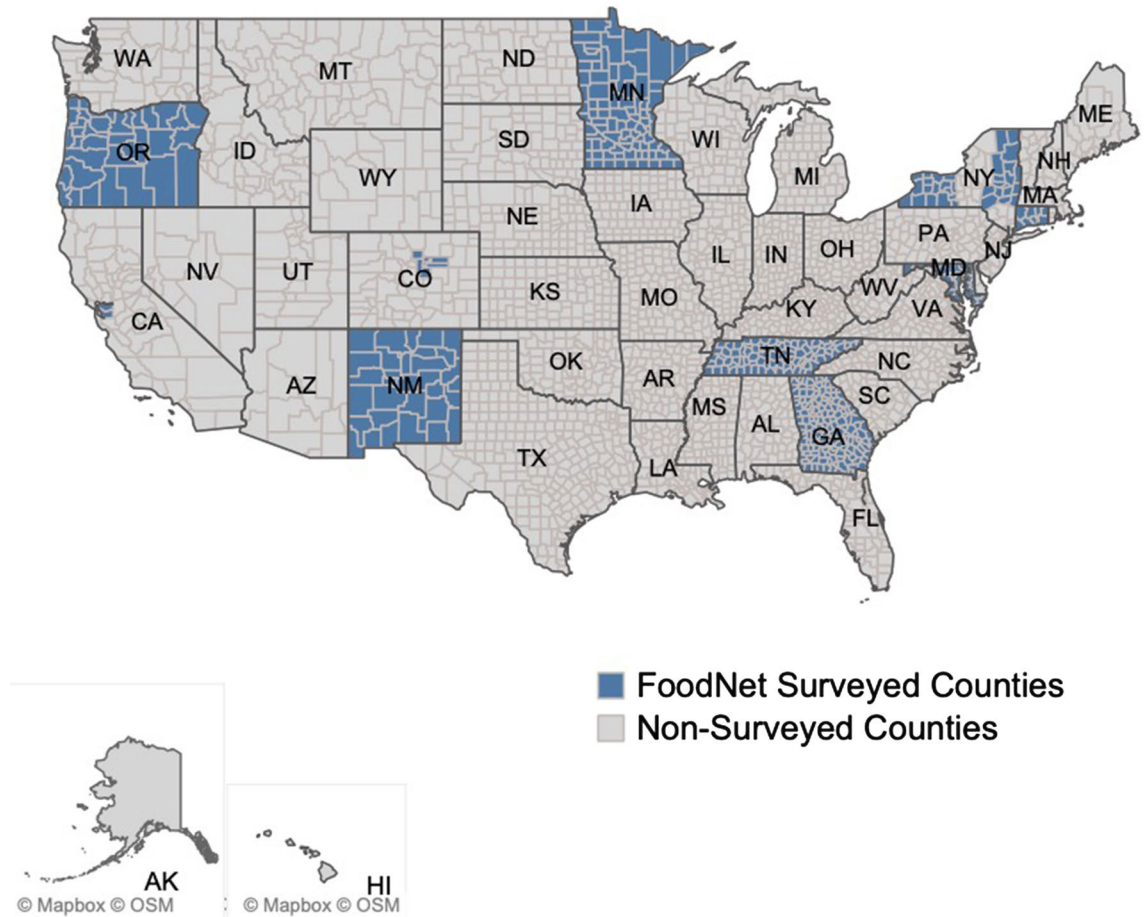 WA
MT
ND
MN
ME
OR
ID
SD
WI
MI
NY
NH
MA
WY
NE
IA
PA
NJ
NV
UT
CO
KS
MO
IL
IN
OH
MD
WV
VA
KY
CA
AZ
NM
OK
AR
TN
NC
SC
MS
AL
GA
TX
LA
FL
FoodNet Surveyed Counties
Non-Surveyed Counties
AK
HI
© Mapbox © OSM
© Mapbox © OSM